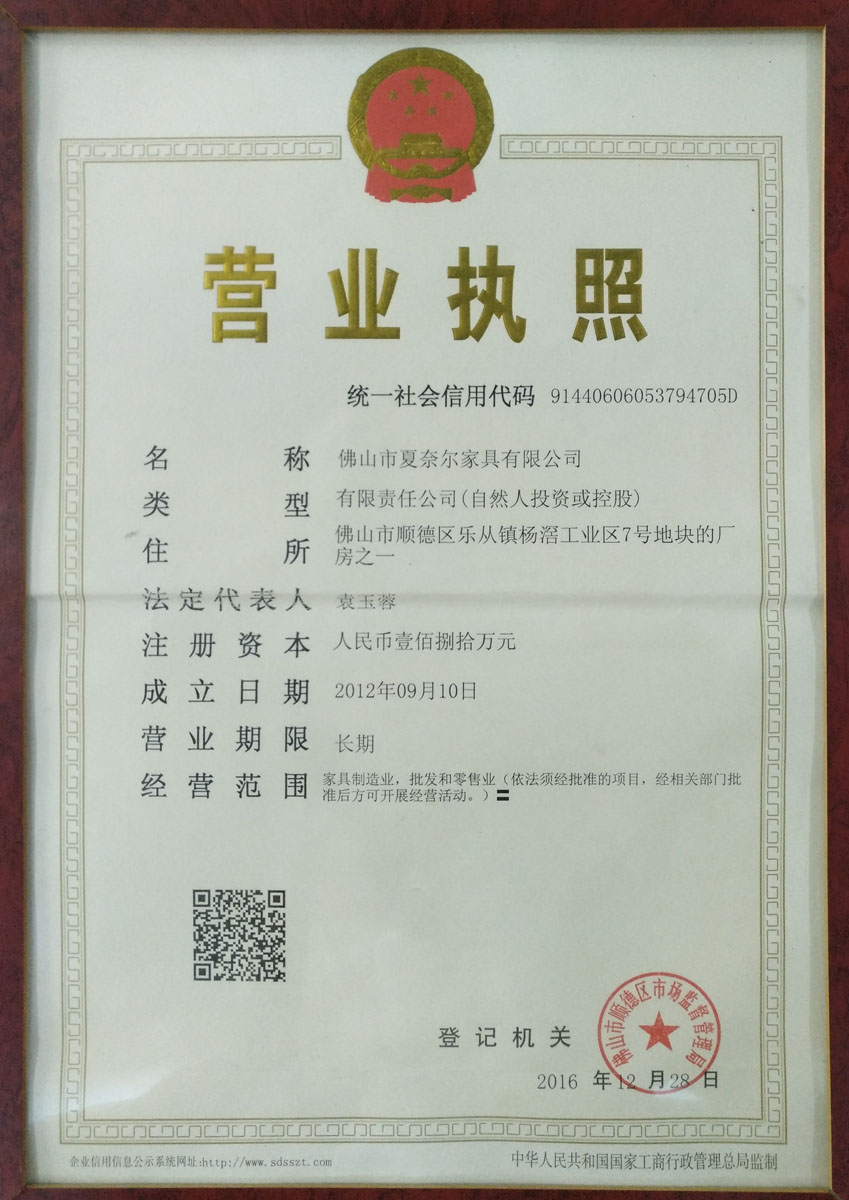 营业执照
统一社会信用代码 91440606053794705D
名称 佛山市夏奈尔家具有限公司
类型 有限责任公司(自然人投资或控股)
住所 佛山市顺德区乐从镇杨滘工业区7号地块的厂
房之一
法定代表人 袁玉蓉
注册资本 人民币壹佰捌拾万元
成立日期 2012年09月10日
营业期限 长期
经营范围 家具制造业，批发和零售业（依法须经批准的项目，经相关部门批
准后方可开展经营活动。）〓
登记机关
佛山市顺德区市场监督管理局
2016 年 12 月 28 日
企业信用信息公示系统网址:http://www.sdsszt.com
中华人民共和国国家工商行政管理总局监制